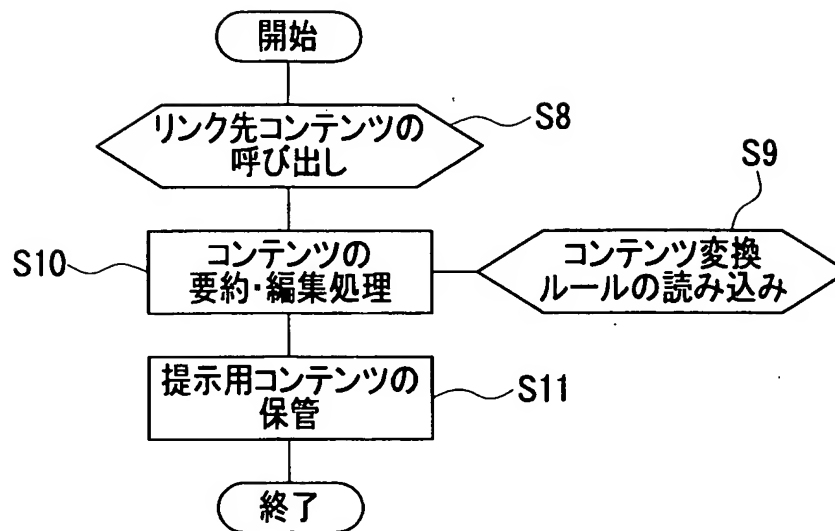 開始
リンク先コンテンツの
呼び出し
S8
S9
S10
コンテンツの
要約・編集処理
コンテンツ変換
ルールの読み込み
提示用コンテンツの
保管
S11
終了